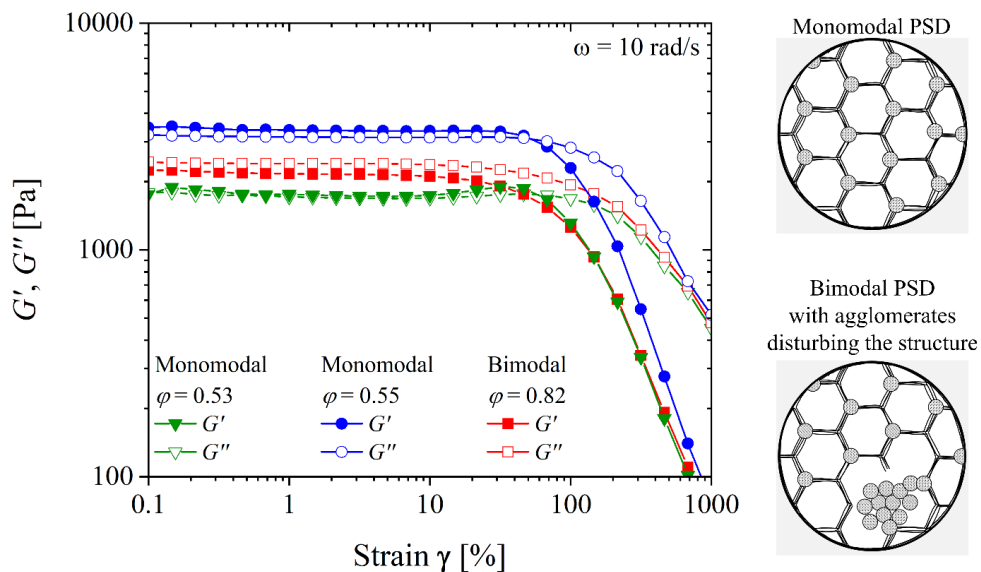 ω = 10 rad/s
10000
1000
100
G′, G′′ [Pa]
Monomodal Monomodal Bimodal
φ = 0.53 φ = 0.55 φ = 0.82
G′ G′ G′
G′′ G′′ G′′
0.1 1 10 100 1000
Strain γ [%]
Monomodal PSD
Bimodal PSD
with agglomerates
disturbing the structure